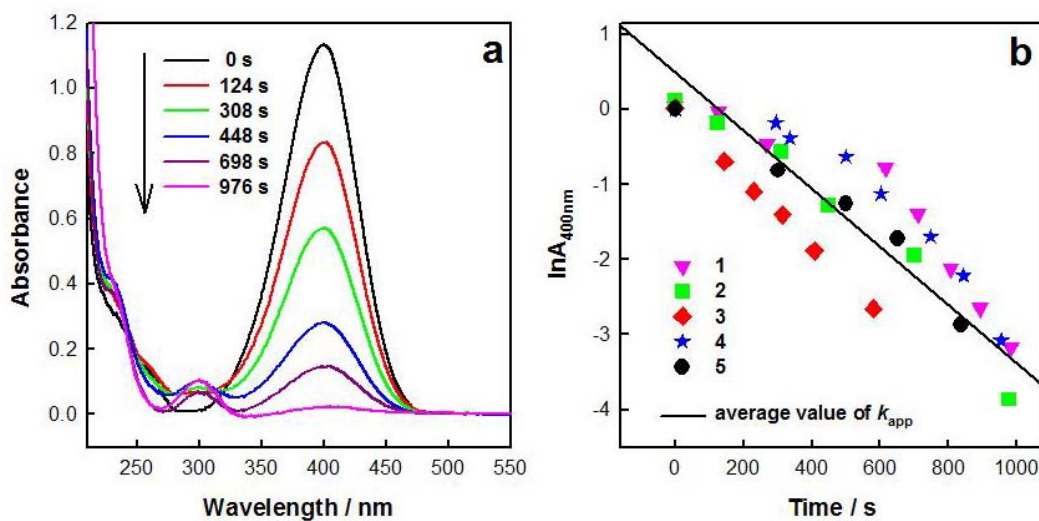 a
0 s
124 s
308 s
448 s
698 s
976 s
Absorbance
1.2
1.0
0.8
0.6
0.4
0.2
0.0
250 300 350 400 450 500 550
Wavelength / nm
b
lnA400nm
1
0
-1
-2
-3
-4
1
2
3
4
5
average value of kapp
0 200 400 600 800 1000
Time / s